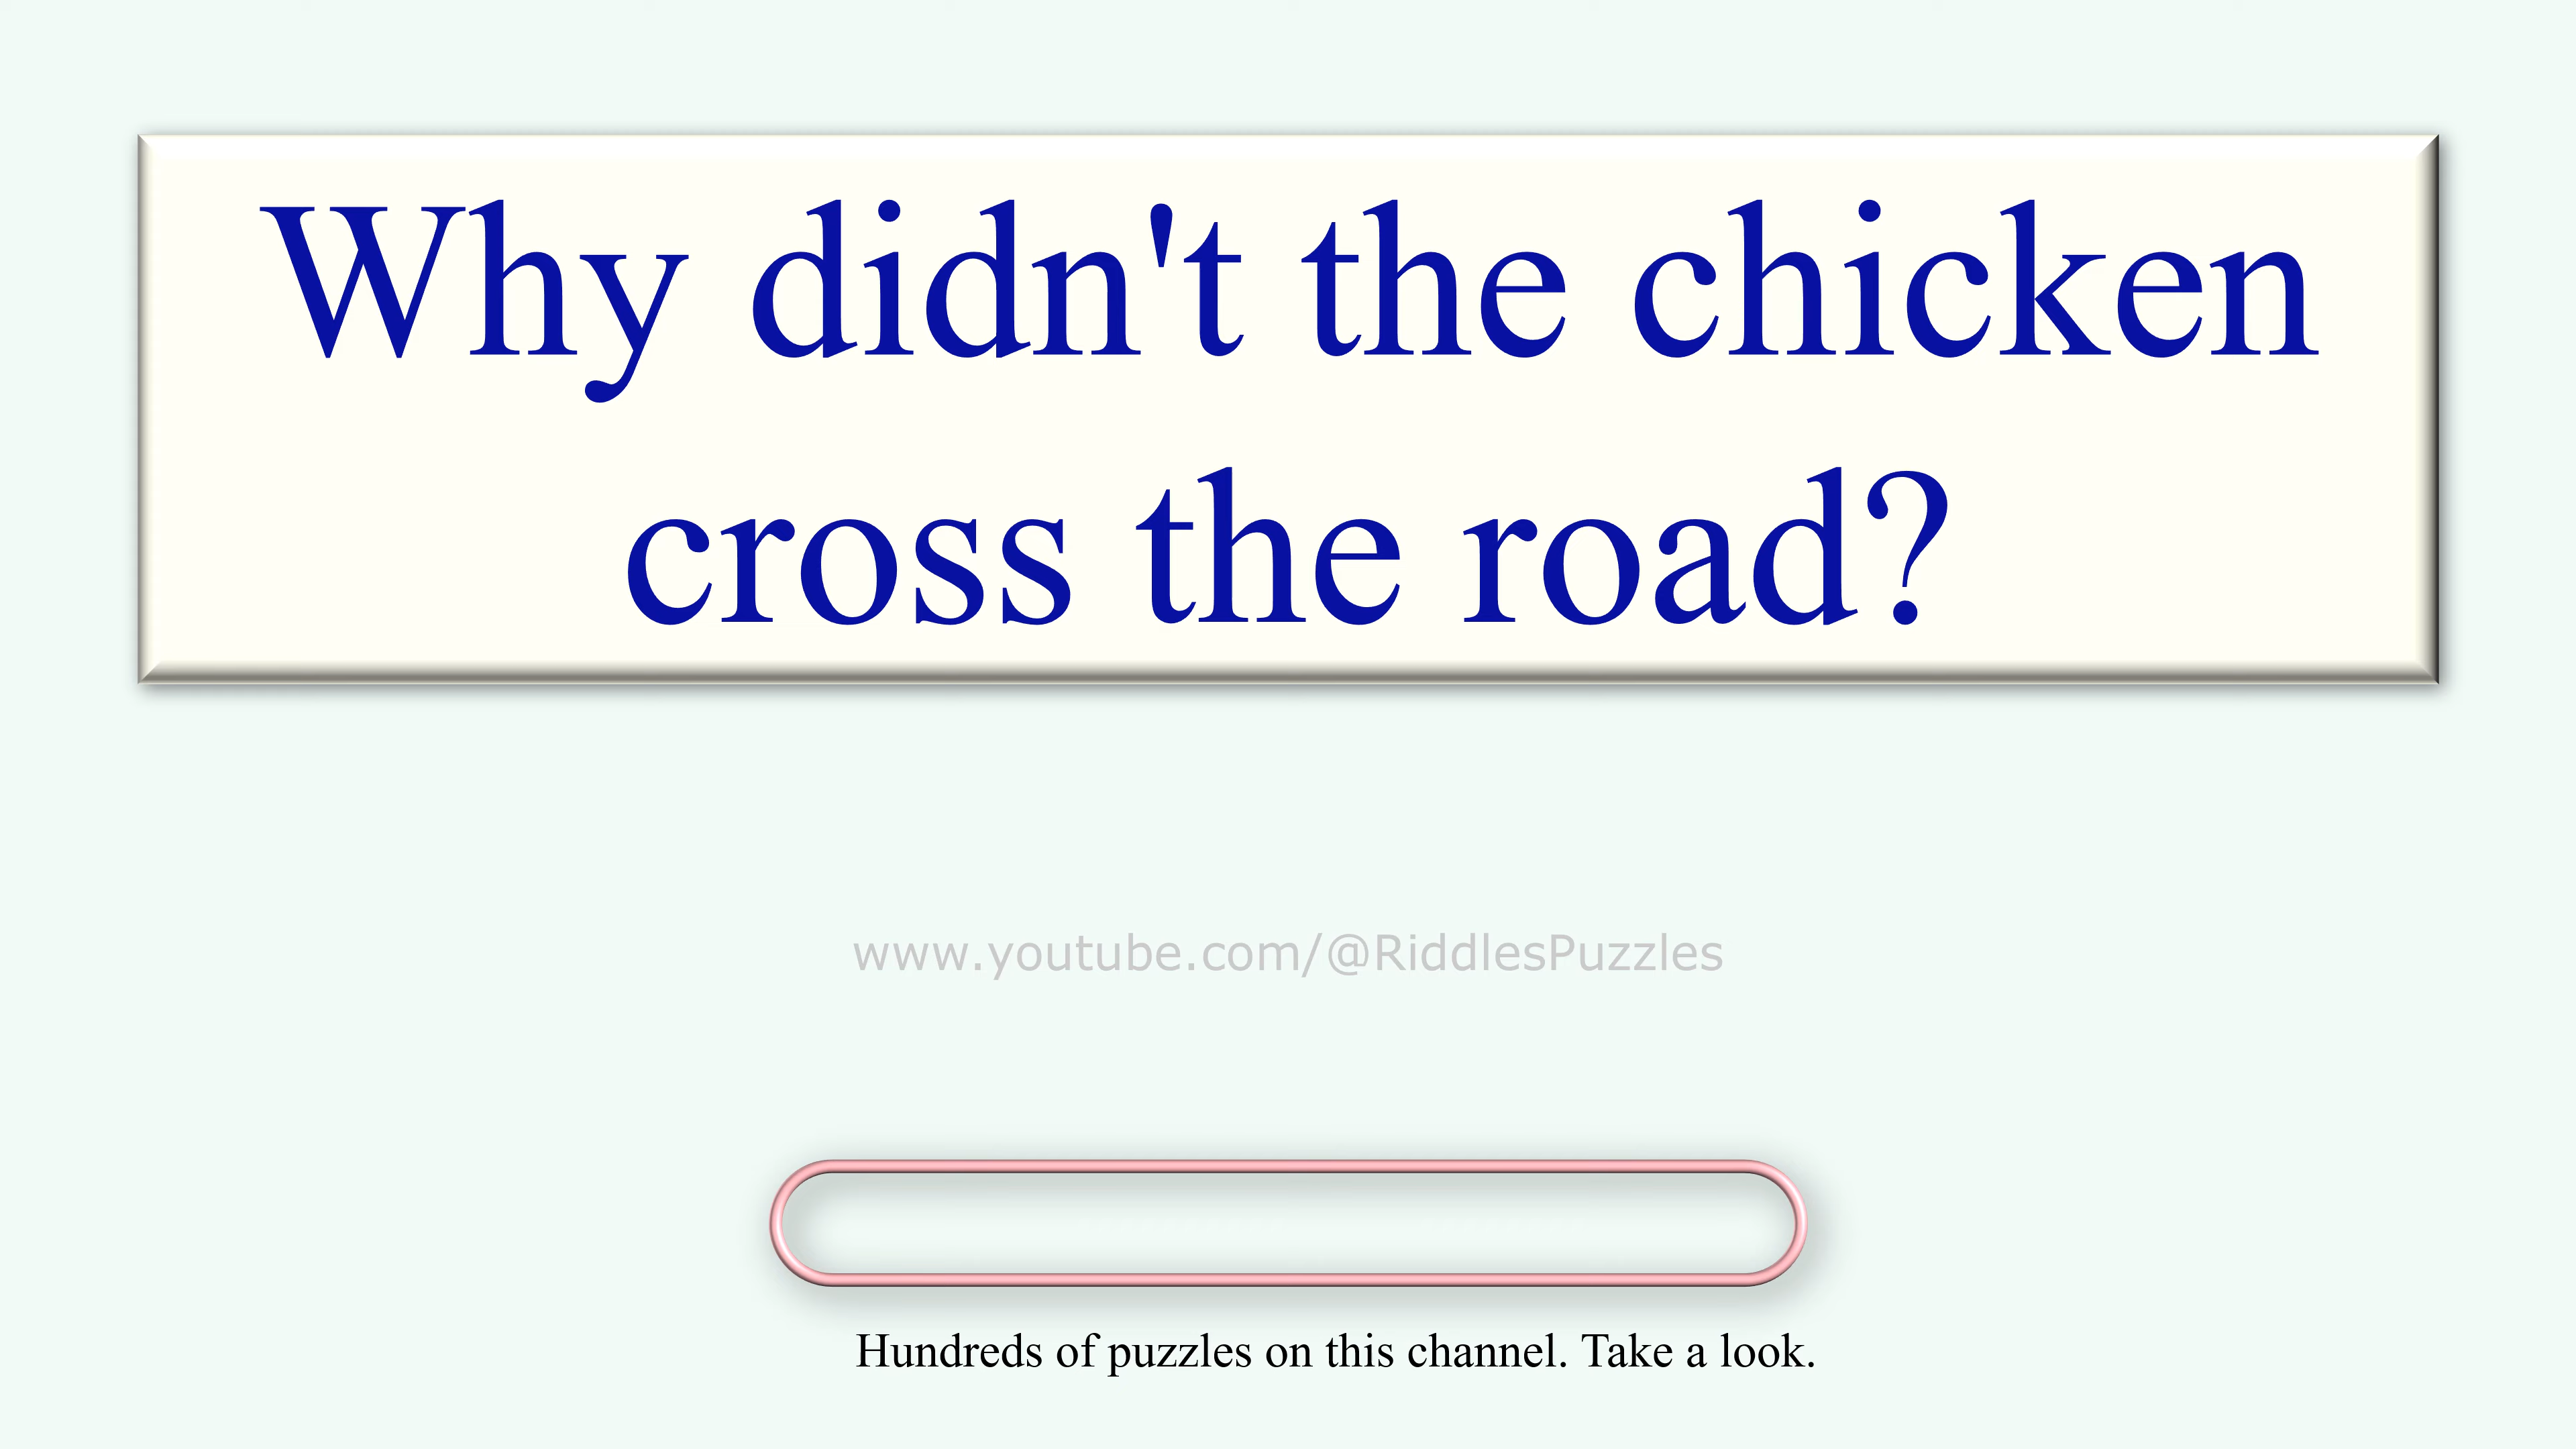 Why didn't the chicken
cross the road?
www.youtube.com/@RiddlesPuzzles
Hundreds of puzzles on this channel. Take a look.